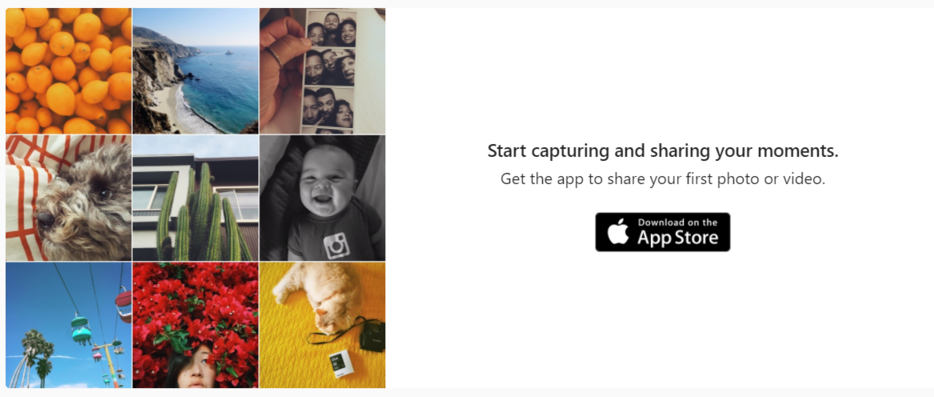 Start capturing and sharing your moments.
Get the app to share your first photo or video.
Download on the
App Store